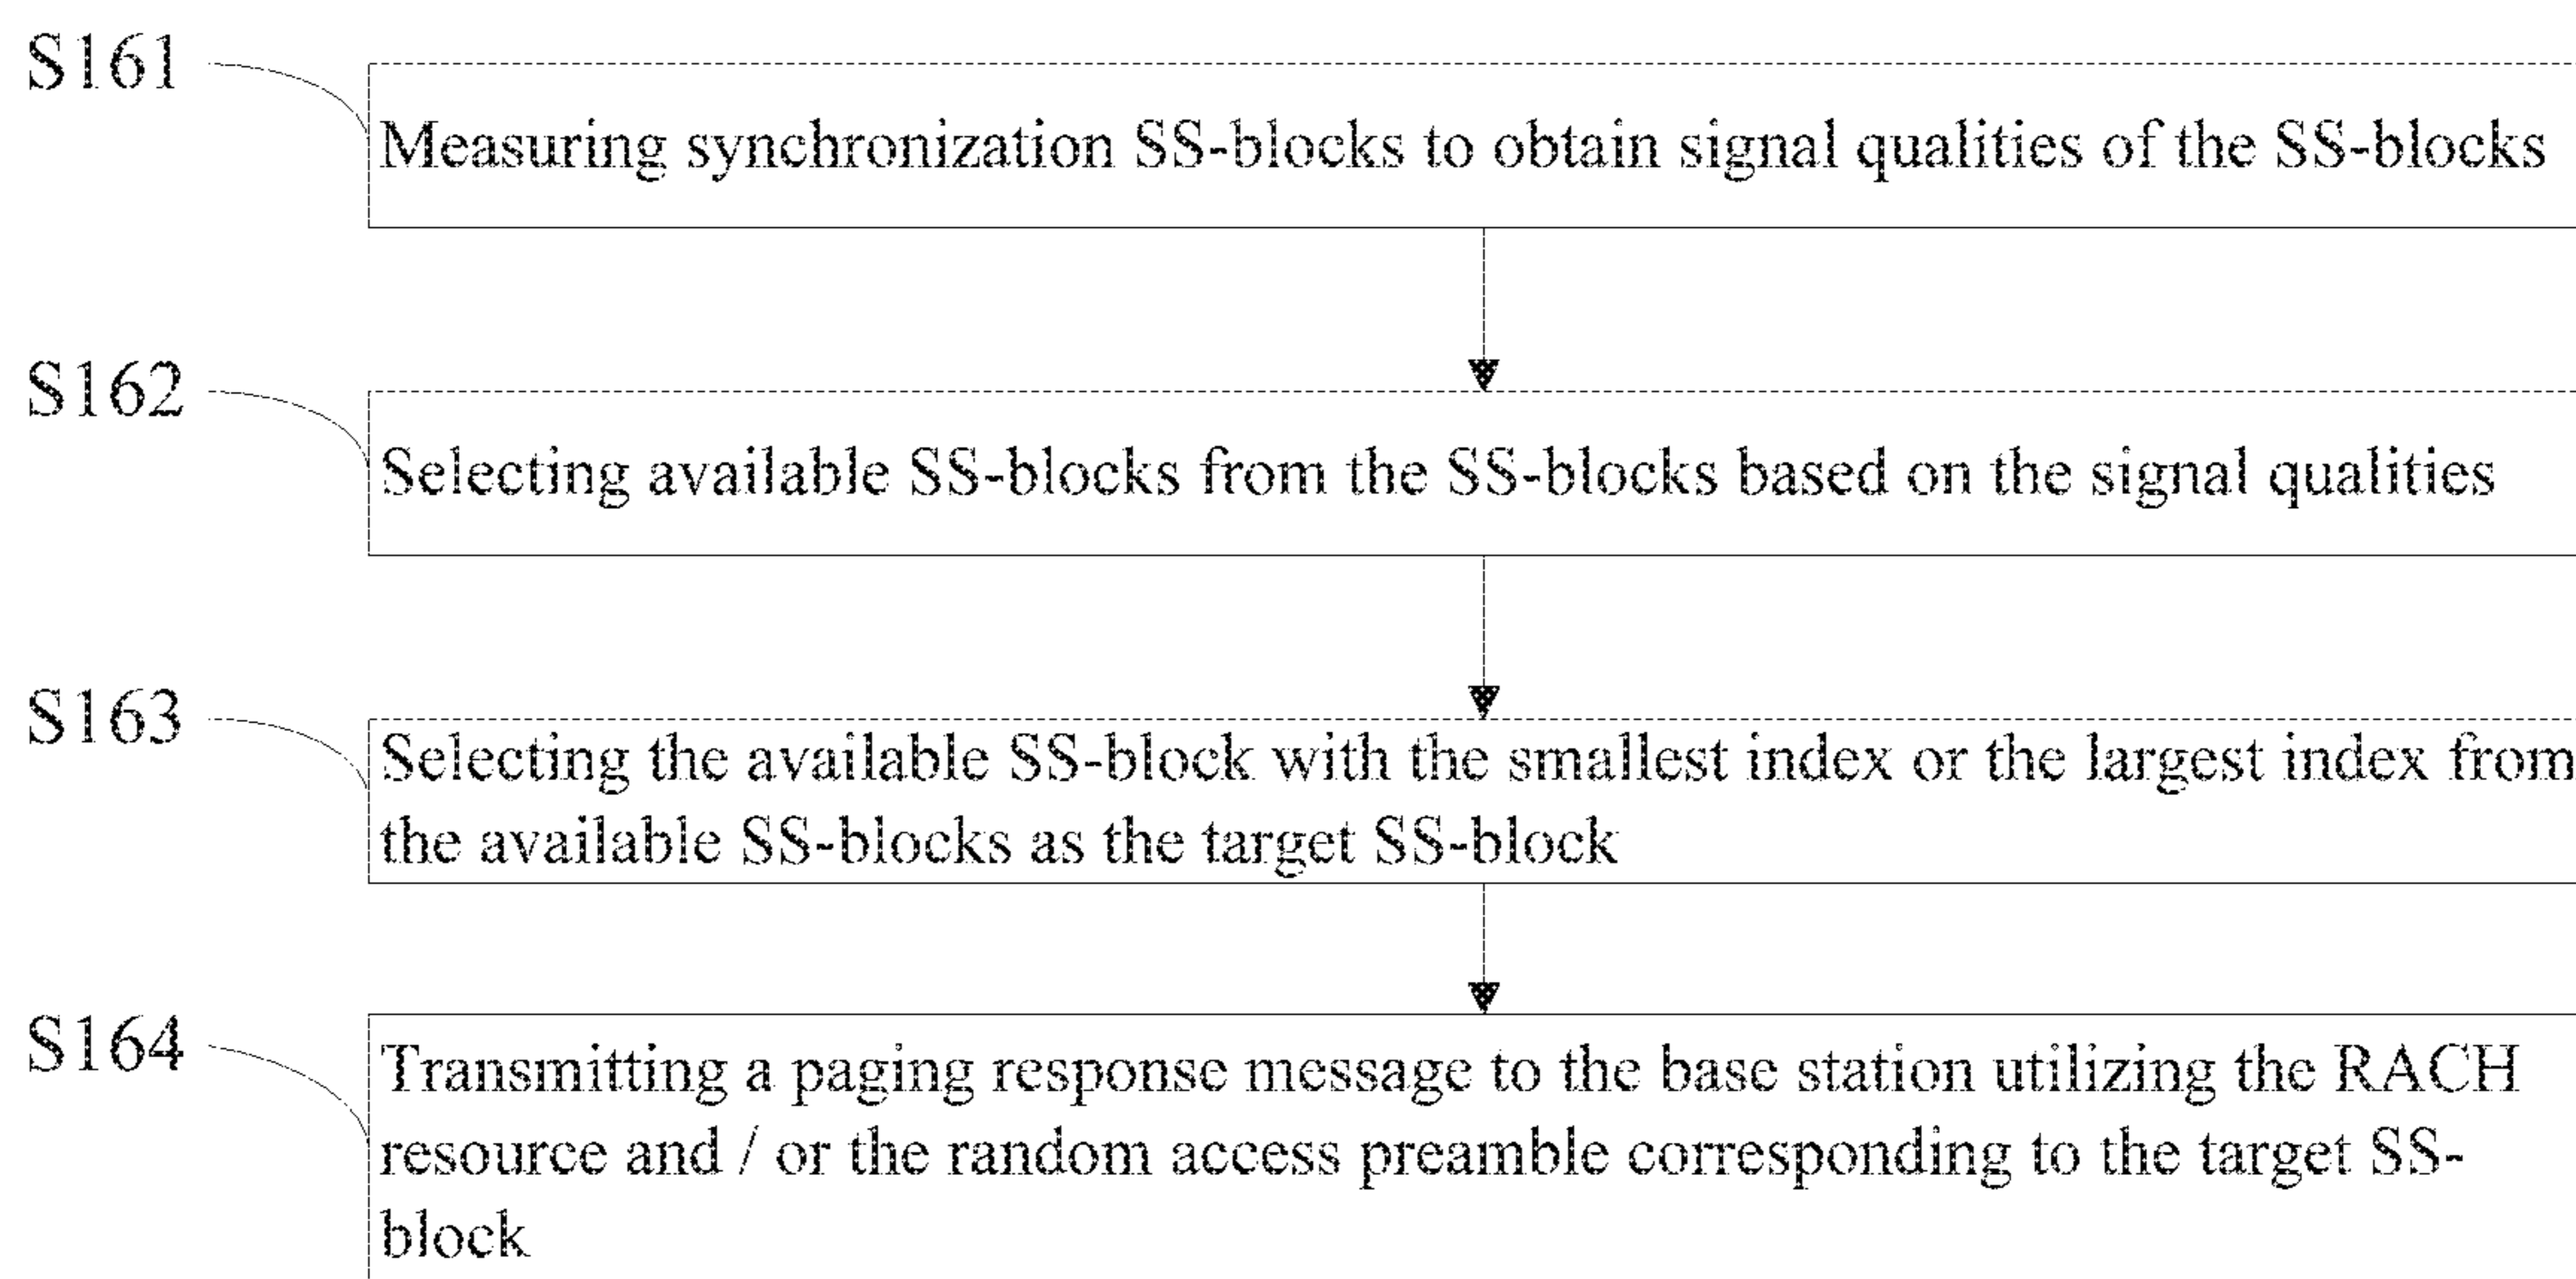 S161
Measuring synchronization SS-blocks to obtain signal qualities of the SS-blocks
S162
Selecting available SS-blocks from the SS-blocks based on the signal qualities
S163
Selecting the available SS-block with the smallest index or the largest index from
the available SS-blocks as the target SS-block
S164
Transmitting a paging response message to the base station utilizing the RACH
resource and / or the random access preamble corresponding to the target SS-
block